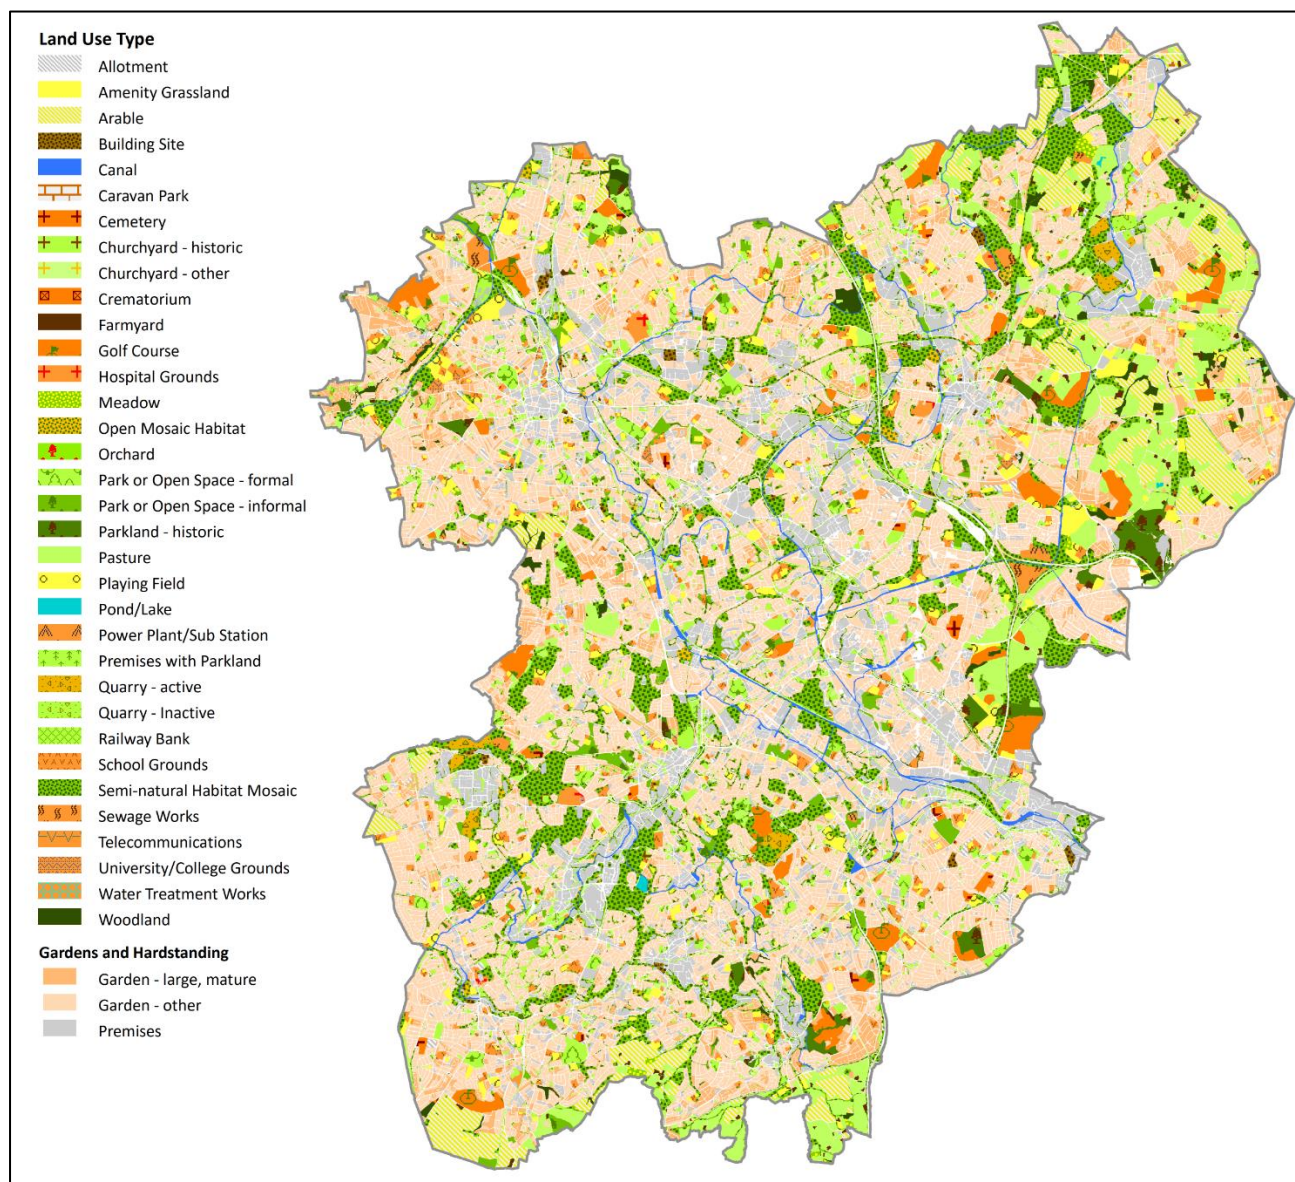 Land Use Type
Allotment
Amenity Grassland
Arable
Building Site
Canal
Caravan Park
Cemetery
Churchyard - historic
Churchyard - other
Crematorium
Farmyard
Golf Course
Hospital Grounds
Meadow
Open Mosaic Habitat
Orchard
Park or Open Space - formal
Park or Open Space - informal
Parkland - historic
Pasture
Playing Field
Pond/Lake
Power Plant/Sub Station
Premises with Parkland
Quarry - active
Quarry - Inactive
Railway Bank
School Grounds
Semi-natural Habitat Mosaic
Sewage Works
Telecommunications
University/College Grounds
Water Treatment Works
Woodland
Gardens and Hardstanding
Garden - large, mature
Garden - other
Premises